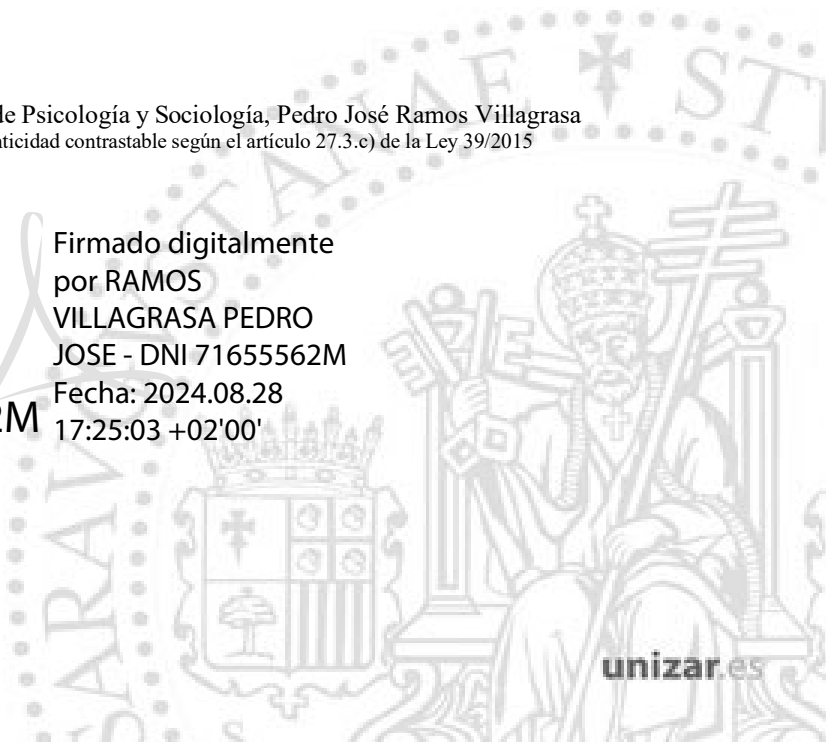 de Psicología y Sociología, Pedro José Ramos Villagrasa
nticidad contrastable según el artículo 27.3.c) de la Ley 39/2015
Firmado digitalmente
por RAMOS
VILLAGRASA PEDRO
JOSE - DNI 71655562M
Fecha: 2024.08.28
2M 17:25:03 +02'00'
unizar.es